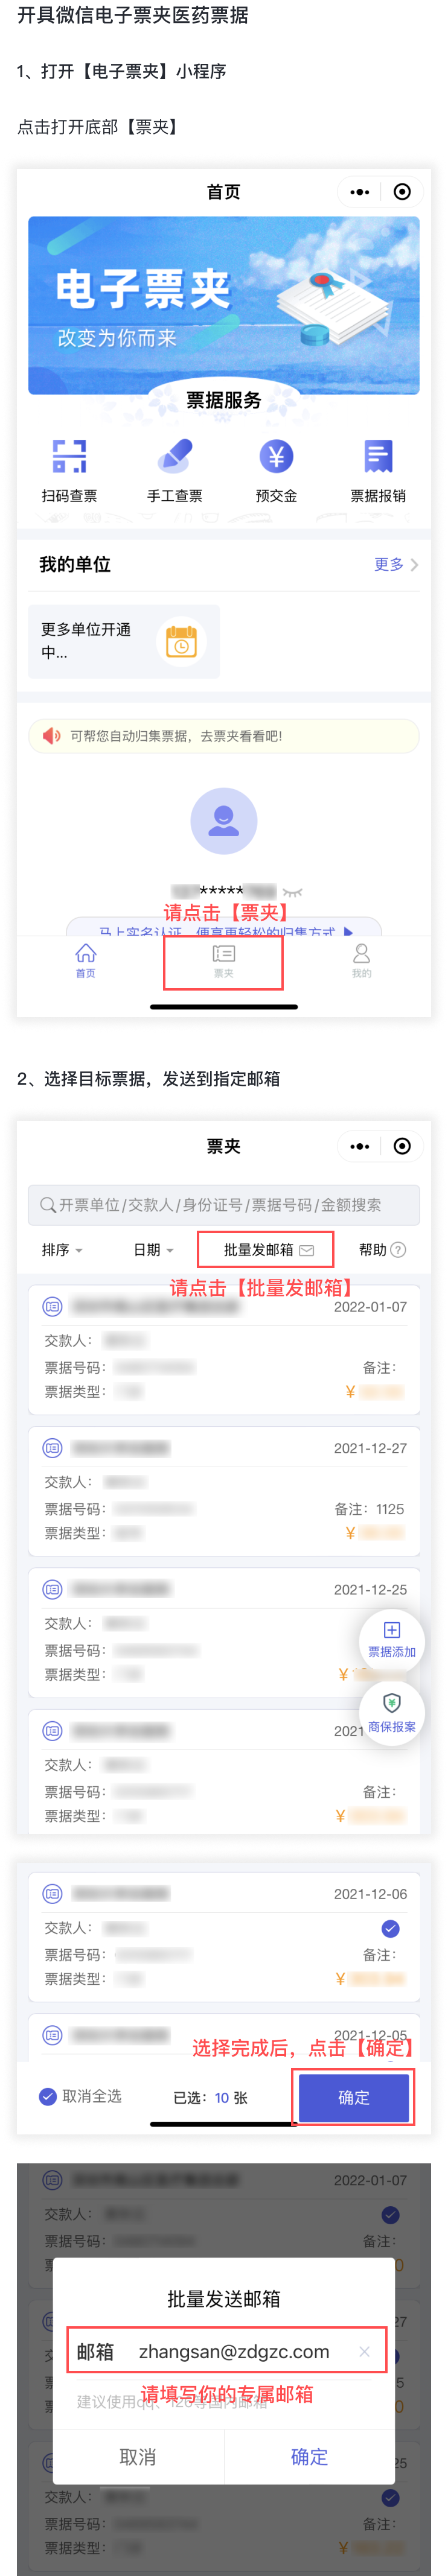 开具微信电子票夹医药票据
1、打开【电子票夹】小程序
点击打开底部【票夹】
首页
电子票夹
改变为你而来
票据服务
扫码查票 手工查票 预交金 票据报销
我的单位 更多
更多单位开通
中...
可帮您自动归集票据，去票夹看看吧!
*****
请点击【票夹】
马上实名认证，便享更轻松的归集方式
首页 票夹 我的
2、选择目标票据，发送到指定邮箱
票夹
开票单位/交款人/身份证号/票据号码/金额搜索
排序 日期 批量发邮箱 帮助
请点击【批量发邮箱】
2022-01-07
交款人：
票据号码： 备注：
票据类型： ¥
2021-12-27
交款人：
票据号码： 备注：1125
票据类型： ¥
2021-12-25
交款人：
票据号码：
票据类型： ¥
票据添加
商保报案
2021
交款人：
票据号码： 备注：
票据类型： ¥
2021-12-06
交款人：
票据号码： 备注：
票据类型： ¥
2021-12-05
选择完成后，点击【确定】
取消全选 已选：10 张 确定
2022-01-07
交款人：
票据号码： 备注：
批量发送邮箱
邮箱 zhangsan@zdgzc.com
请填写你的专属邮箱
建议使用qq、126等国内邮箱
取消 确定
交款人：
票据号码： 备注：
票据类型： ¥